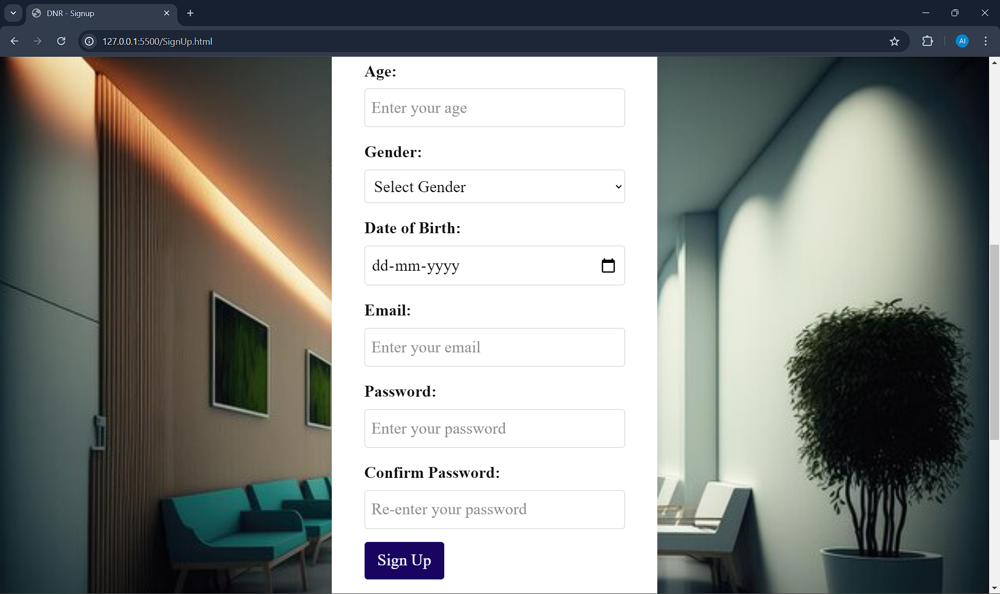 DNR - Signup
127.0.0.1:5500/SignUp.html
AI
Age:
Enter your age
Gender:
Select Gender
Date of Birth:
dd-mm-yyyy
Email:
Enter your email
Password:
Enter your password
Confirm Password:
Re-enter your password
Sign Up